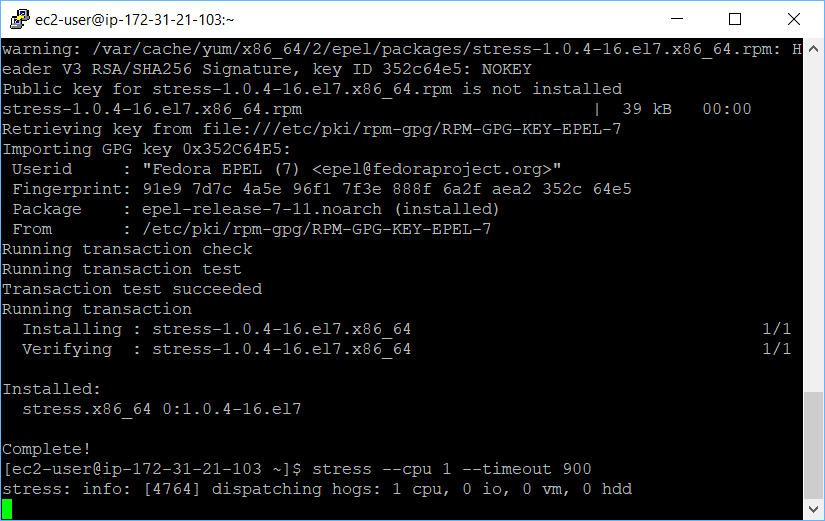 ec2-user@ip-172-31-21-103:~
warning: /var/cache/yum/x86_64/2/epel/packages/stress-1.0.4-16.el7.x86_64.rpm: H
eader V3 RSA/SHA256 Signature, key ID 352c64e5: NOKEY
Public key for stress-1.0.4-16.el7.x86_64.rpm is not installed
stress-1.0.4-16.el7.x86_64.rpm                             |  39 kB   00:00
Retrieving key from file:///etc/pki/rpm-gpg/RPM-GPG-KEY-EPEL-7
Importing GPG key 0x352C64E5:
 Userid     : "Fedora EPEL (7) <epel@fedoraproject.org>"
 Fingerprint: 91e9 7d7c 4a5e 96f1 7f3e 888f 6a2f aea2 352c 64e5
 Package    : epel-release-7-11.noarch (installed)
 From       : /etc/pki/rpm-gpg/RPM-GPG-KEY-EPEL-7
Running transaction check
Running transaction test
Transaction test succeeded
Running transaction
  Installing : stress-1.0.4-16.el7.x86_64                                   1/1
  Verifying  : stress-1.0.4-16.el7.x86_64                                   1/1
Installed:
  stress.x86_64 0:1.0.4-16.el7
Complete!
[ec2-user@ip-172-31-21-103 ~]$ stress --cpu 1 --timeout 900
stress: info: [4764] dispatching hogs: 1 cpu, 0 io, 0 vm, 0 hdd